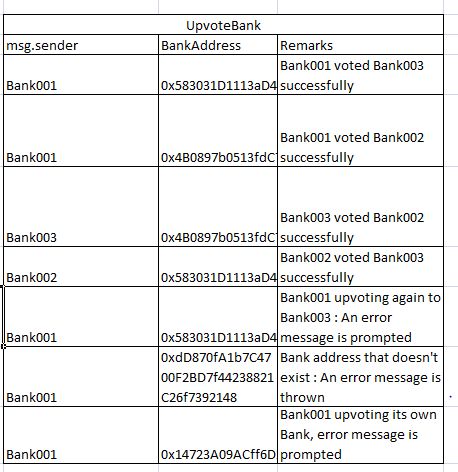 UpvoteBank
msg.sender BankAddress Remarks
Bank001 0x583031D1113aD4 Bank001 voted Bank003
successfully
Bank001 0x4B0897b0513fdC Bank001 voted Bank002
successfully
Bank003 0x4B0897b0513fdC Bank003 voted Bank002
successfully
Bank002 0x583031D1113aD4 Bank002 voted Bank003
successfully
Bank001 0x583031D1113aD4 Bank001 upvoting again to
Bank003 : An error
message is prompted
Bank001 0xdD870fA1b7C47
00F2BD7f44238821
C26f7392148
Bank address that doesn't
exist : An error message is
thrown
Bank001 0x14723A09ACff6D Bank001 upvoting its own
Bank, error message is
prompted